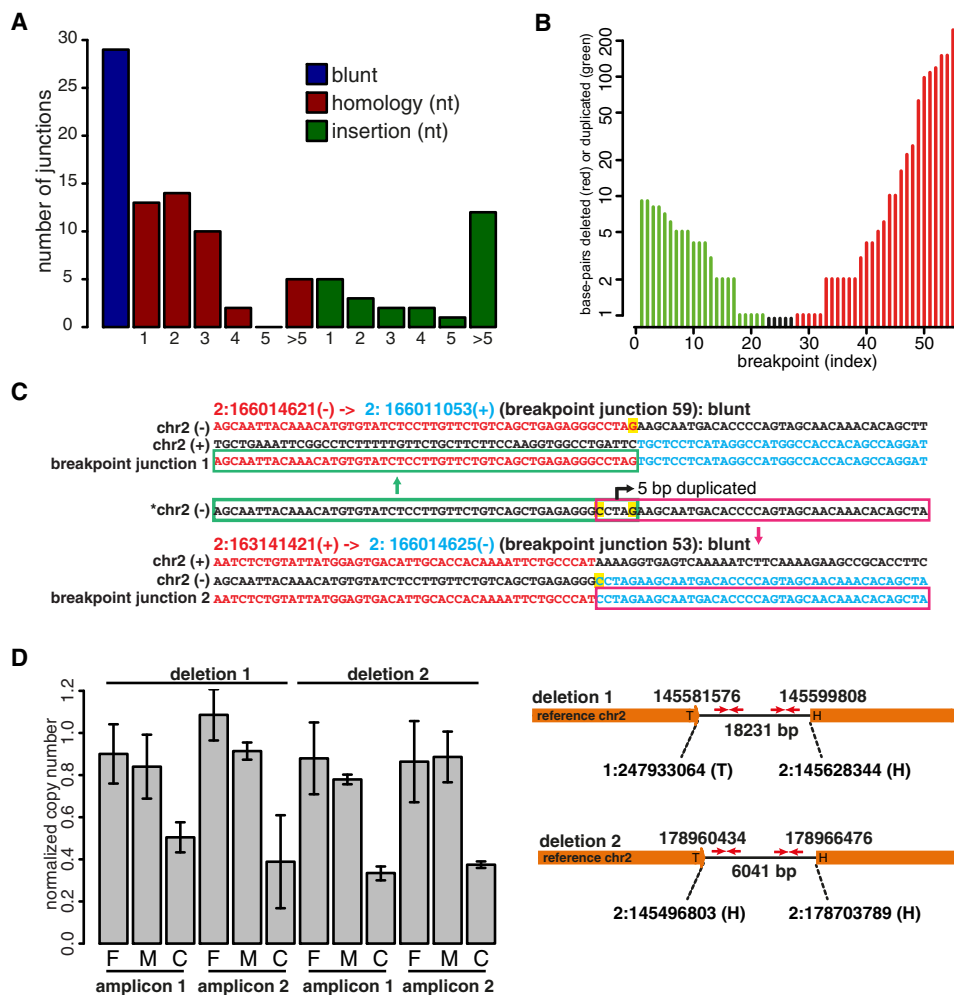 A
30
25
20
15
10
5
0
number of junctions
blunt
homology (nt)
insertion (nt)
1 2 3 4 5 >5 1 2 3 4 5 >5
B
200
100
50
20
10
5
2
1
base-pairs deleted (red) or duplicated (green)
0 10 20 30 40 50
breakpoint (index)
C
2:166014621(-) -> 2: 166011053(+) (breakpoint junction 59): blunt
chr2 (-) AGCAATTACAAACATGTGTATCTCCTTGTTCTGTCAGCTGAGAGGGCCTAGAAGCAATGACACCCCAGTAGCAACAAACACAGCTT
chr2 (+) TGCTGAAATTCGGCCTCTTTTTGTTCTGCTTCTTCCAAGGTGGCCTGATTCTGCTCCTCATAGGCCATGGCCACCACAGCCAGGAT
breakpoint junction 1 AGCAATTACAAACATGTGTATCTCCTTGTTCTGTCAGCTGAGAGGGCCTAGTGCTCCTCATAGGCCATGGCCACCACAGCCAGGAT
5 bp duplicated
*chr2 (-) AGCAATTACAAACATGTGTATCTCCTTGTTCTGTCAGCTGAGAGGGCCTAGAAGCAATGACACCCCAGTAGCAACAAACACAGCTA
2:163141421(+) -> 2: 166014625(-) (breakpoint junction 53): blunt
chr2 (+) AATCTCTGTATTATGGAGTGACATTGCACCACAAAATTCTGCCCATAAAAGGTGAGTCAAAAATCTTCAAAAGAAGCCGCACCTTC
chr2 (-) AGCAATTACAAACATGTGTATCTCCTTGTTCTGTCAGCTGAGAGGGCCTAGAAGCAATGACACCCCAGTAGCAACAAACACAGCTA
breakpoint junction 2 AATCTCTGTATTATGGAGTGACATTGCACCACAAAATTCTGCCCATCCTAGAAGCAATGACACCCCAGTAGCAACAAACACAGCTA
D
deletion 1 deletion 2
1.2
1.0
0.8
0.6
0.4
0.2
0.0
normalized copy number
F M C F M C F M C F M C
amplicon 1 amplicon 2 amplicon 1 amplicon 2
deletion 1 145581576 145599808
reference chr2 T H
18231 bp
1:247933064 (T) 2:145628344 (H)
deletion 2 178960434 178966476
reference chr2 T H
6041 bp
2:145496803 (H) 2:178703789 (H)